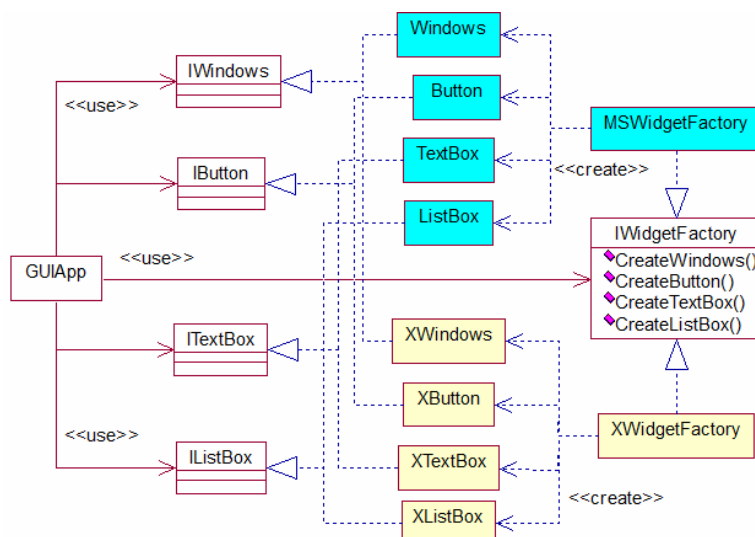 Windows
IWindows
<<use>>
Button
MSWidgetFactory
TextBox
<<create>>
IButton
ListBox
IWidgetFactory
CreateWindows()
CreateButton()
CreateTextBox()
CreateListBox()
<<use>>
GUIApp
ITextBox
XWindows
XButton
XWidgetFactory
<<use>>
IListBox
XTextBox
<<create>>
XListBox